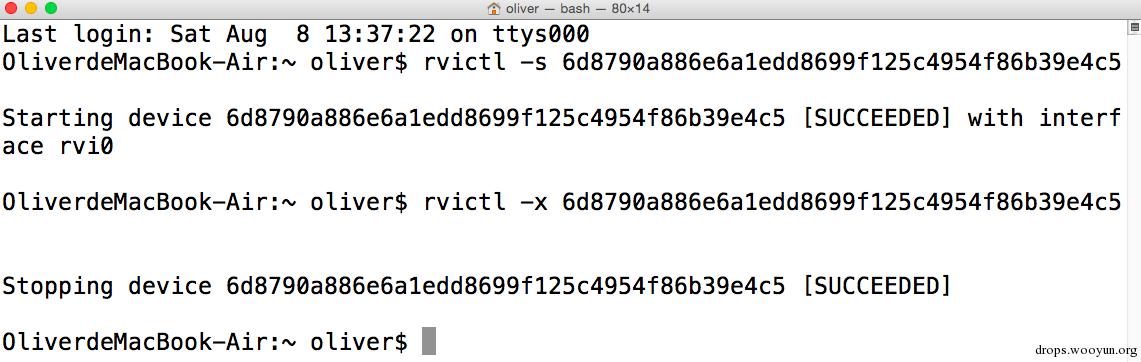 oliver — bash — 80×14
Last login: Sat Aug  8 13:37:22 on ttys000
OliverdeMacBook-Air:~ oliver$ rvictl -s 6d8790a886e6a1edd8699f125c4954f86b39e4c5
Starting device 6d8790a886e6a1edd8699f125c4954f86b39e4c5 [SUCCEEDED] with interf
ace rvi0
OliverdeMacBook-Air:~ oliver$ rvictl -x 6d8790a886e6a1edd8699f125c4954f86b39e4c5
Stopping device 6d8790a886e6a1edd8699f125c4954f86b39e4c5 [SUCCEEDED]
OliverdeMacBook-Air:~ oliver$
drops.wooyun.org